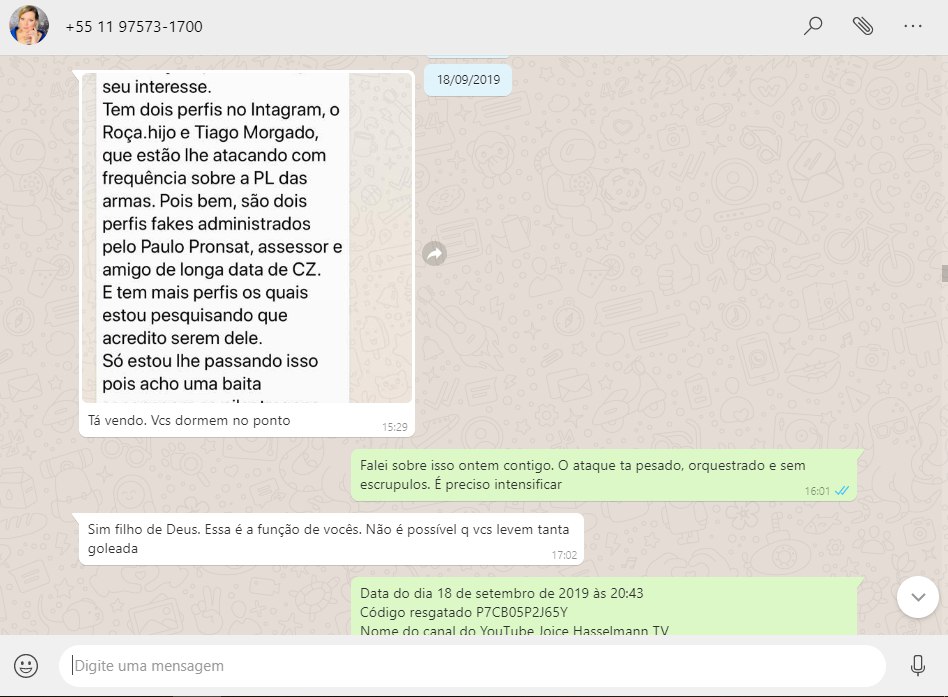 +55 11 97573-1700
18/09/2019
seu interesse.
Tem dois perfis no Intagram, o
Roça.hijo e Tiago Morgado,
que estão lhe atacando com
frequência sobre a PL das
armas. Pois bem, são dois
perfis fakes administrados
pelo Paulo Pronsat, assessor e
amigo de longa data de CZ.
E tem mais perfis os quais
estou pesquisando que
acredito serem dele.
Só estou lhe passando isso
pois acho uma baita
Tá vendo. Vcs dormem no ponto
15:29
Falei sobre isso ontem contigo. O ataque ta pesado, orquestrado e sem
escrupulos. É preciso intensificar
16:01
Sim filho de Deus. Essa é a função de vocês. Não é possível q vcs levem tanta
goleada
17:02
Data do dia 18 de setembro de 2019 às 20:43
Código resgatado P7CB05P2J65Y
Nome do canal do YouTube Joice Hasselmann TV
Digite uma mensagem